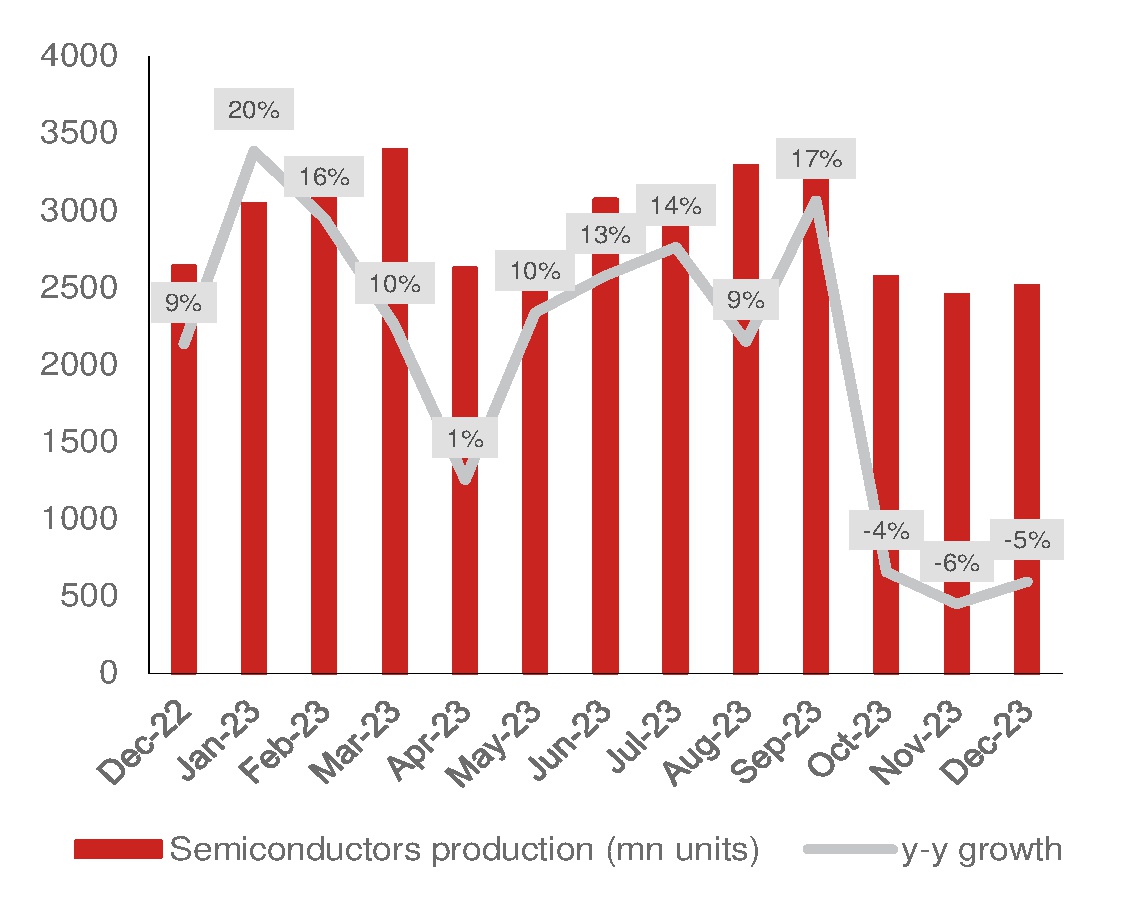 4000
3500
3000
2500
2000
1500
1000
500
0
20%
16%
17%
14%
13%
10%
10%
9%
9%
1%
-4%
-5%
-6%
Dec-22
Jan-23
Feb-23
Mar-23
Apr-23
May-23
Jun-23
Jul-23
Aug-23
Sep-23
Oct-23
Nov-23
Dec-23
Semiconductors production (mn units)
y-y growth